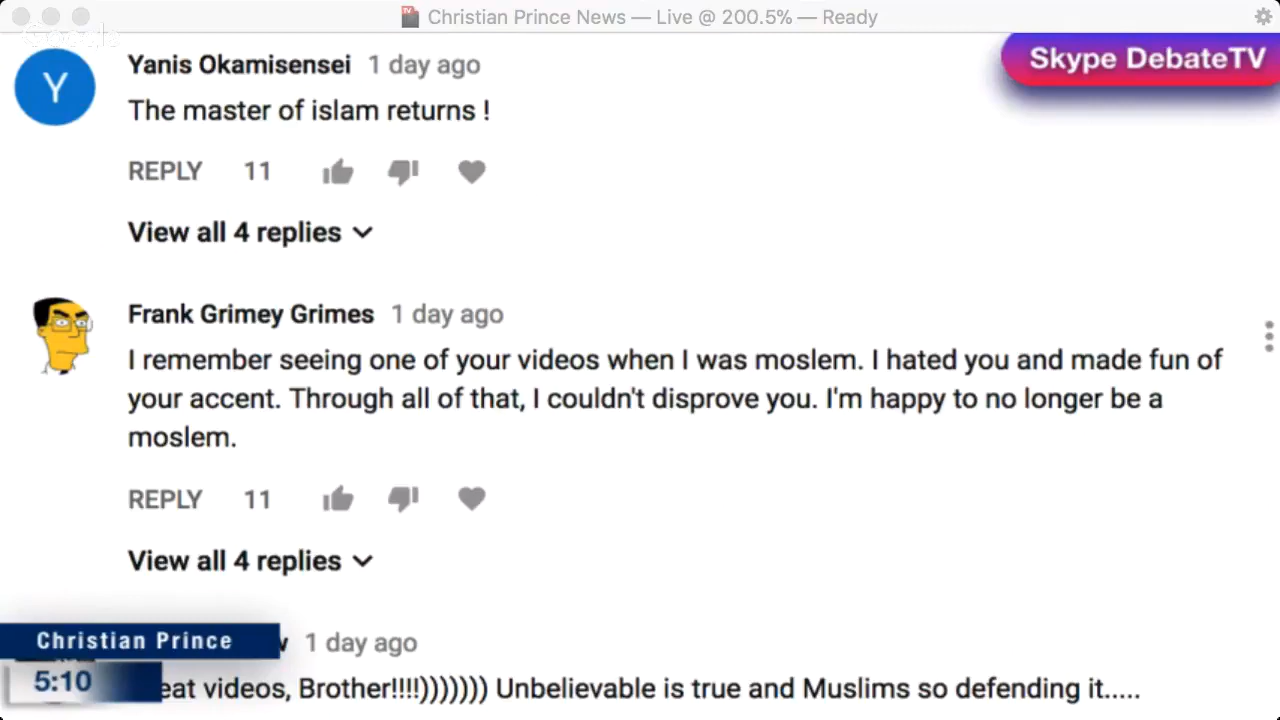 Christian Prince News — Live @ 200.5% — Ready
Skype DebateTV
Y
Yanis Okamisensei 1 day ago
The master of islam returns !
REPLY 11
View all 4 replies
Frank Grimey Grimes 1 day ago
I remember seeing one of your videos when I was moslem. I hated you and made fun of
your accent. Through all of that, I couldn't disprove you. I'm happy to no longer be a
moslem.
REPLY 11
View all 4 replies
Christian Prince
1 day ago
5:10
videos, Brother!!!!))))))) Unbelievable is true and Muslims so defending it.....